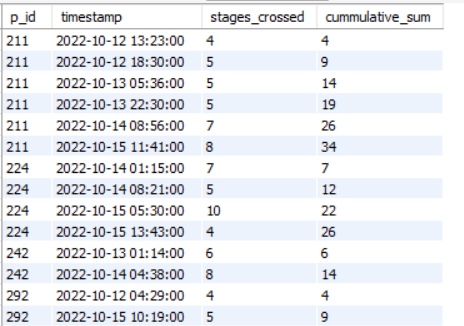 p_id timestamp stages_crossed cummulative_sum
211 2022-10-12 13:23:00 4 4
211 2022-10-12 18:30:00 5 9
211 2022-10-13 05:36:00 5 14
211 2022-10-13 22:30:00 5 19
211 2022-10-14 08:56:00 7 26
211 2022-10-15 11:41:00 8 34
224 2022-10-14 01:15:00 7 7
224 2022-10-14 08:21:00 5 12
224 2022-10-15 05:30:00 10 22
224 2022-10-15 13:43:00 4 26
242 2022-10-13 01:14:00 6 6
242 2022-10-14 04:38:00 8 14
292 2022-10-12 04:29:00 4 4
292 2022-10-15 10:19:00 5 9